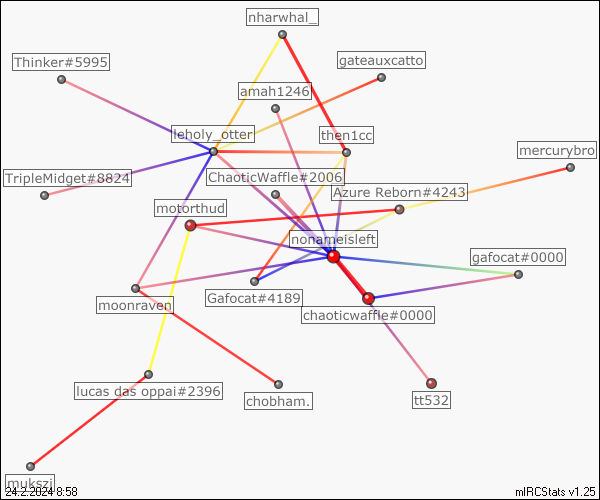 nharwhal_
Thinker#5995
gateauxcatto
amah1246
leholy_otter
then1cc
mercurybro
TripleMidget#8824
ChaoticWaffle#2006
Azure Reborn#4243
motorthud
nonameisleft
gafocat#0000
moonraven
Gafocat#4189
chaoticwaffle#0000
lucas das oppai#2396
chobham.
tt532
mukszi
24.2.2024 8:58
mIRCStats v1.25